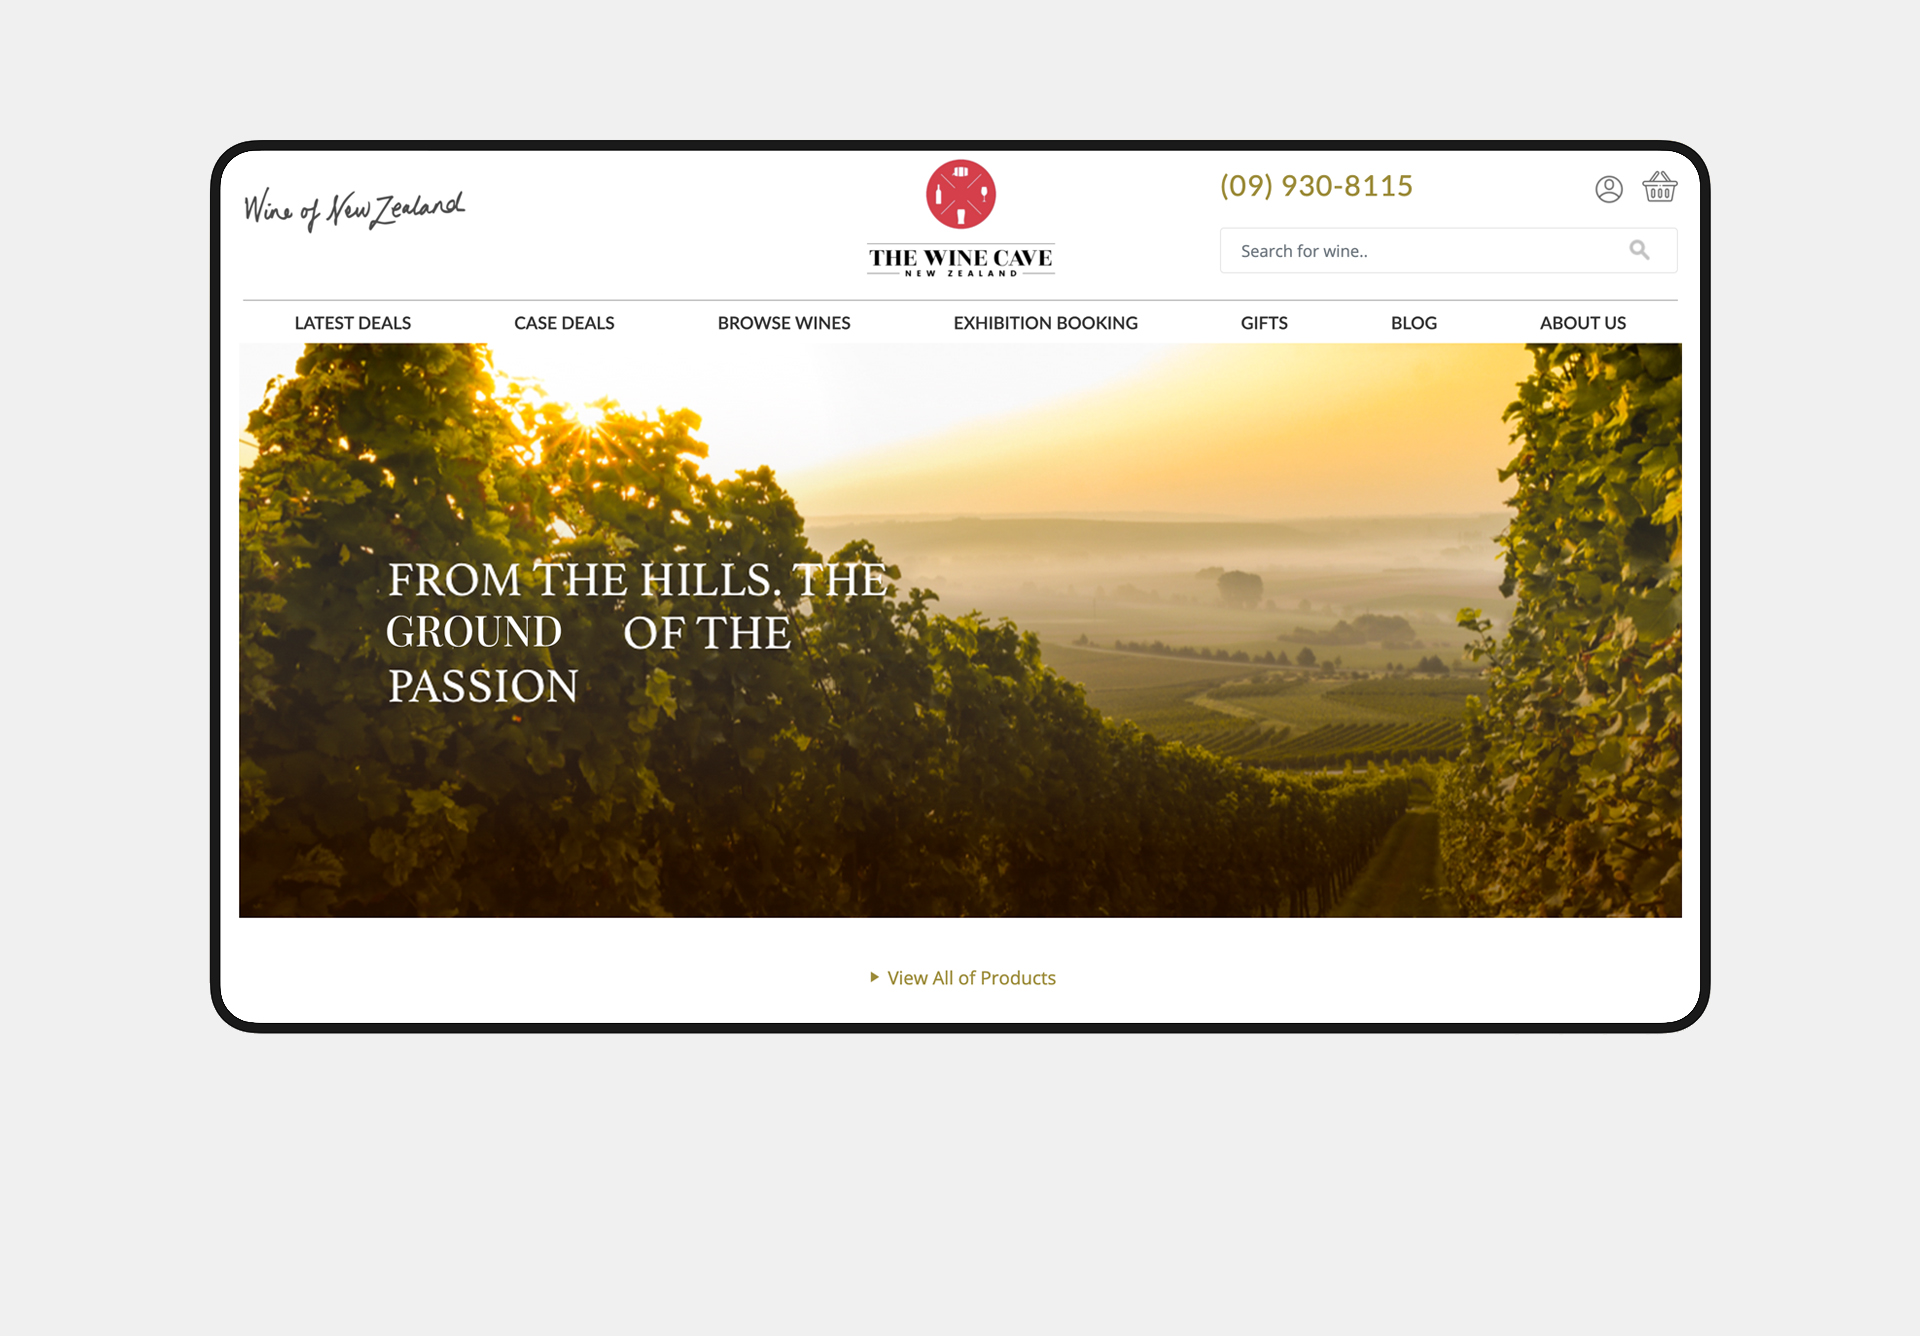 Wine of New Zealand
THE WINE CAVE
NEW ZEALAND
(09) 930-8115
Search for wine..
LATEST DEALS CASE DEALS BROWSE WINES EXHIBITION BOOKING GIFTS BLOG ABOUT US
FROM THE HILLS. THE
GROUND OF THE
PASSION
View All of Products